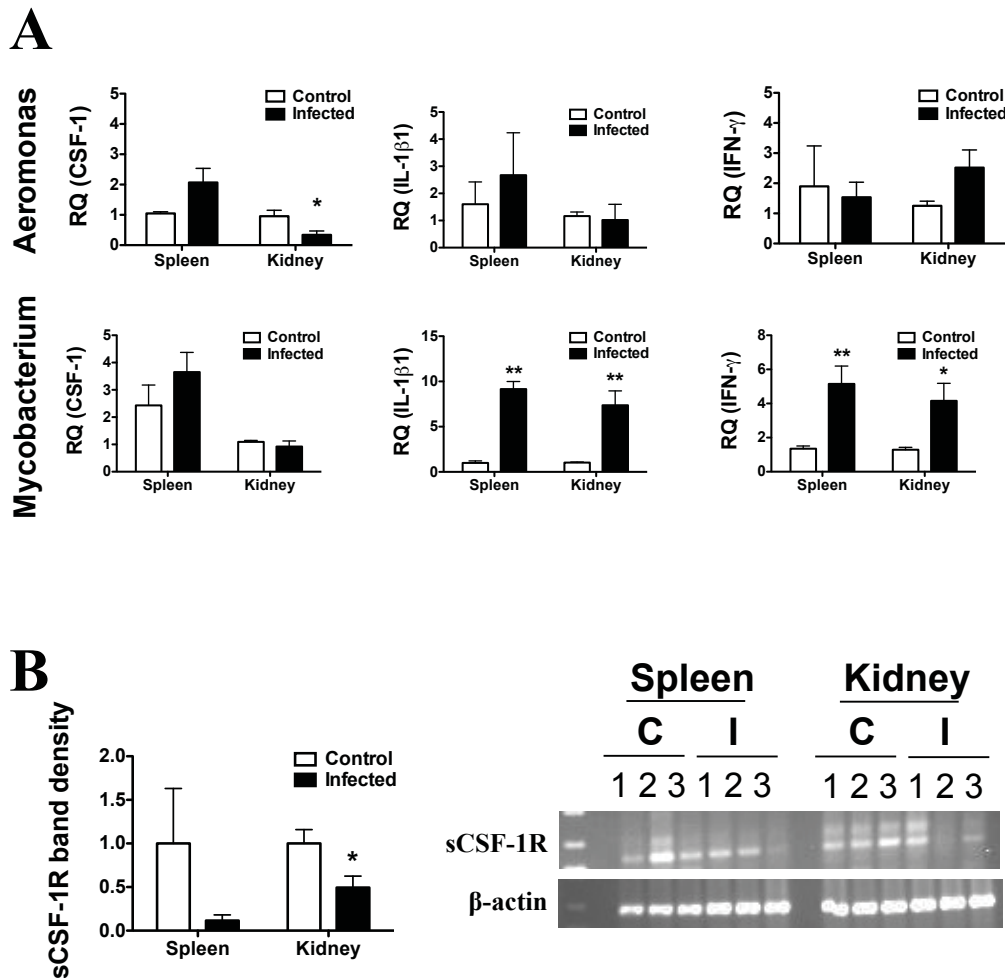 A
Aeromonas
RQ (CSF-1)
5
4
3
2
1
0
Control
Infected
*
Spleen
Kidney
RQ (IL-1β1)
5
4
3
2
1
0
Control
Infected
Spleen
Kidney
RQ (IFN-γ)
5
4
3
2
1
0
Control
Infected
Spleen
Kidney
Mycobacterium
RQ (CSF-1)
5
4
3
2
1
0
Control
Infected
Spleen
Kidney
RQ (IL-1β1)
15
10
5
0
Control
Infected
**
**
Spleen
Kidney
RQ (IFN-γ)
8
6
4
2
0
Control
Infected
**
*
Spleen
Kidney
B
sCSF-1R band density
2.0
1.5
1.0
0.5
0.0
Control
Infected
*
Spleen
Kidney
Spleen Kidney
C I C I
1 2 3 1 2 3 1 2 3 1 2 3
sCSF-1R
β-actin